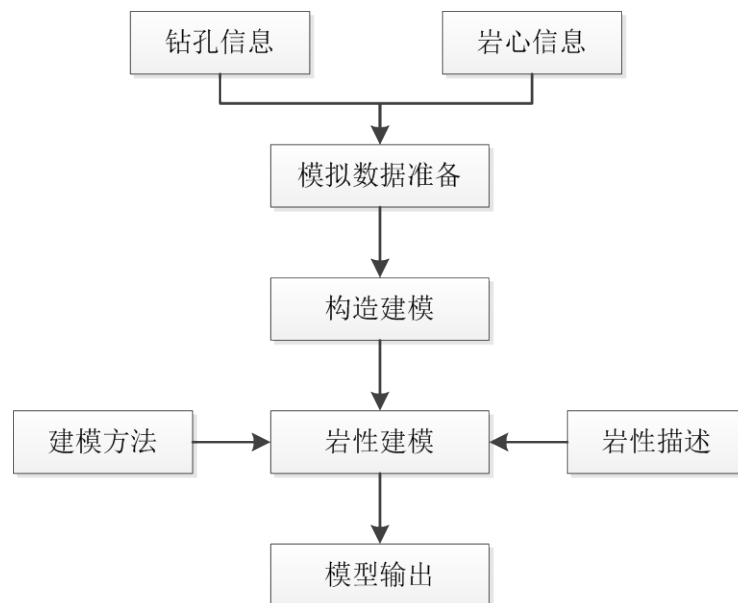 钻孔信息
岩心信息
模拟数据准备
构造建模
建模方法
岩性建模
岩性描述
模型输出